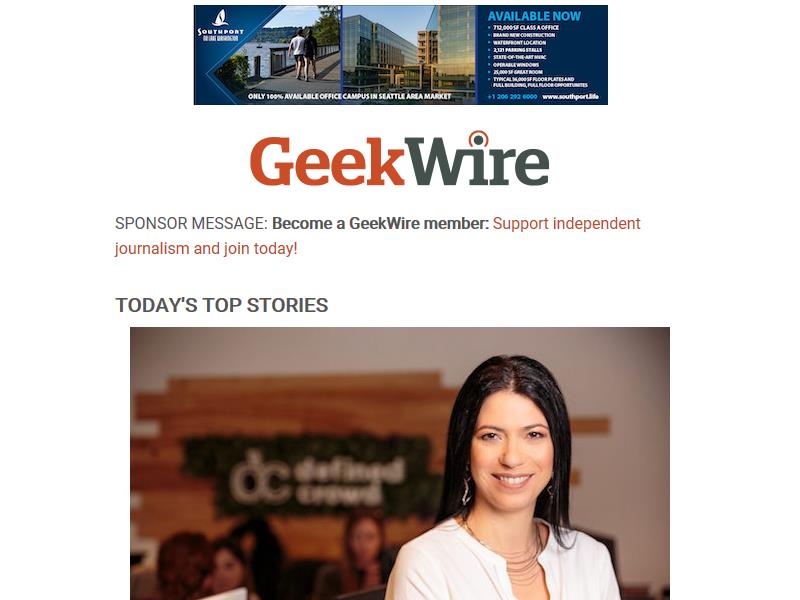 SOUTHPORT
ON LAKE WASHINGTON
ONLY 100% AVAILABLE OFFICE CAMPUS IN SEATTLE AREA MARKET
AVAILABLE NOW
• 712,000 SF CLASS A OFFICE
• BRAND NEW CONSTRUCTION
• WATERFRONT LOCATION
• 2,121 PARKING STALLS
• STATE-OF-THE-ART HVAC
• OPERABLE WINDOWS
• 25,000 SF GREAT ROOM
• TYPICAL 36,000 SF FLOOR PLATES AND
FULL BUILDING, FULL FLOOR OPPORTUNITES
+1 206 292 6000 www.southport.life
GeekWire
SPONSOR MESSAGE: Become a GeekWire member: Support independent
journalism and join today!
TODAY'S TOP STORIES
dc defined
crowd